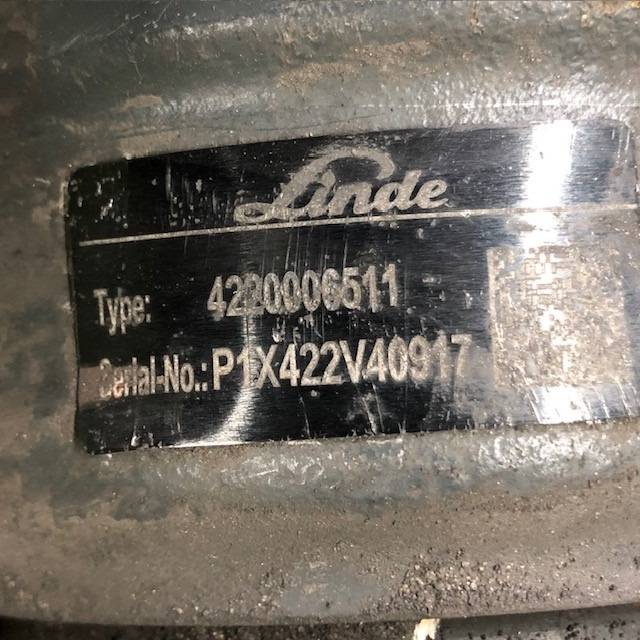 Linde
Type: 4220006511
Serial-No.: P1X422V40917